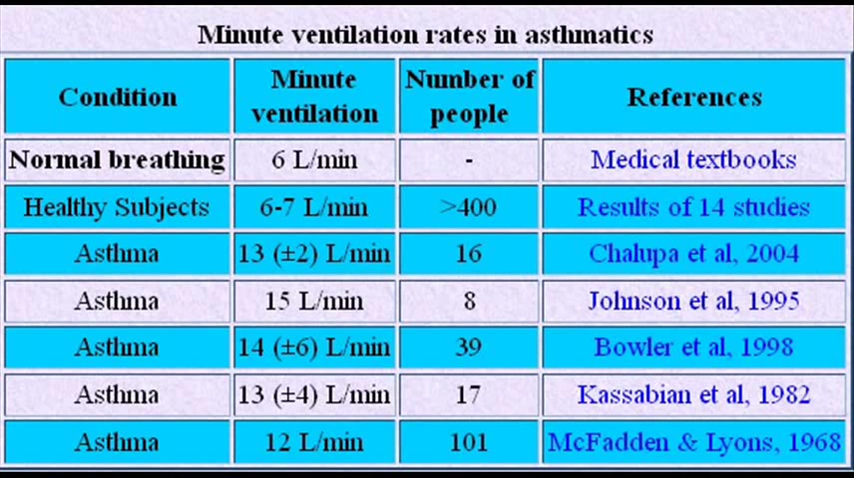 Minute ventilation rates in asthmatics
Condition Minute ventilation Number of people References
Normal breathing 6 L/min - Medical textbooks
Healthy Subjects 6-7 L/min >400 Results of 14 studies
Asthma 13 (±2) L/min 16 Chalupa et al, 2004
Asthma 15 L/min 8 Johnson et al, 1995
Asthma 14 (±6) L/min 39 Bowler et al, 1998
Asthma 13 (±4) L/min 17 Kassabian et al, 1982
Asthma 12 L/min 101 McFadden & Lyons, 1968